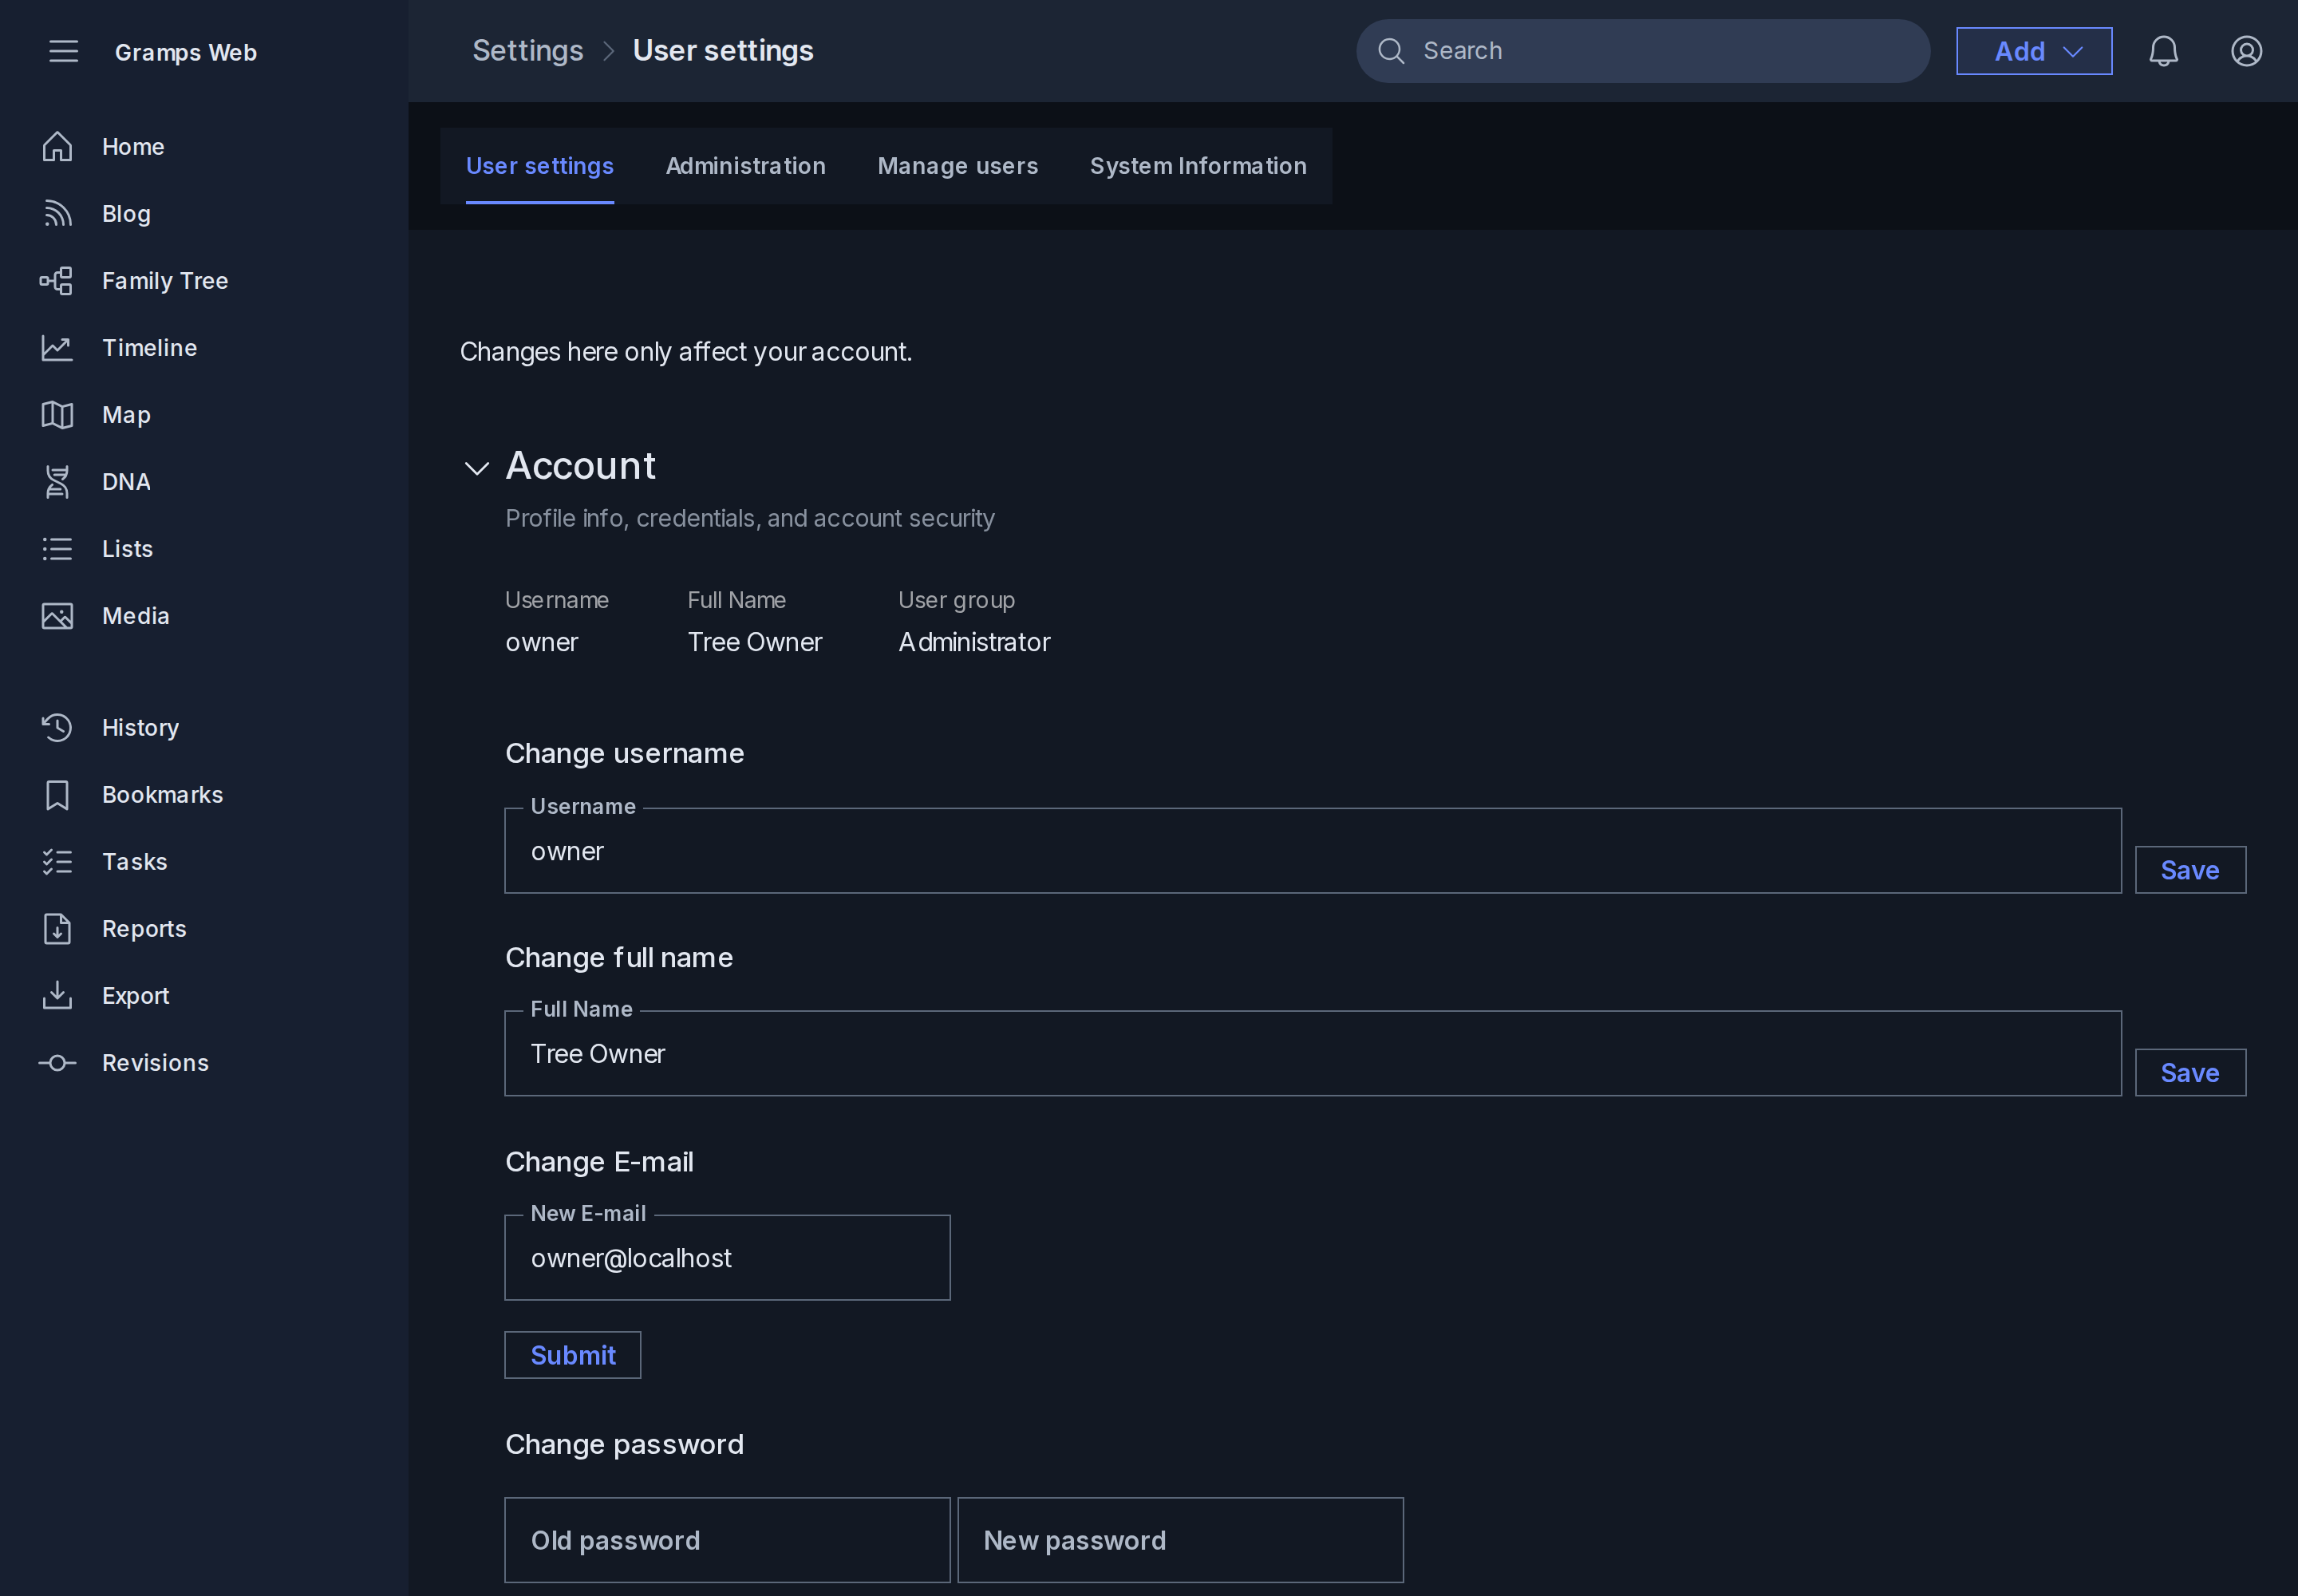 Gramps Web
Settings > User settings
Search
Add
Home
Blog
Family Tree
Timeline
Map
DNA
Lists
Media
History
Bookmarks
Tasks
Reports
Export
Revisions
User settings Administration Manage users System Information
Changes here only affect your account.
Account
Profile info, credentials, and account security
Username Full Name User group
owner Tree Owner Administrator
Change username
Username
owner
Save
Change full name
Full Name
Tree Owner
Save
Change E-mail
New E-mail
owner@localhost
Submit
Change password
Old password New password